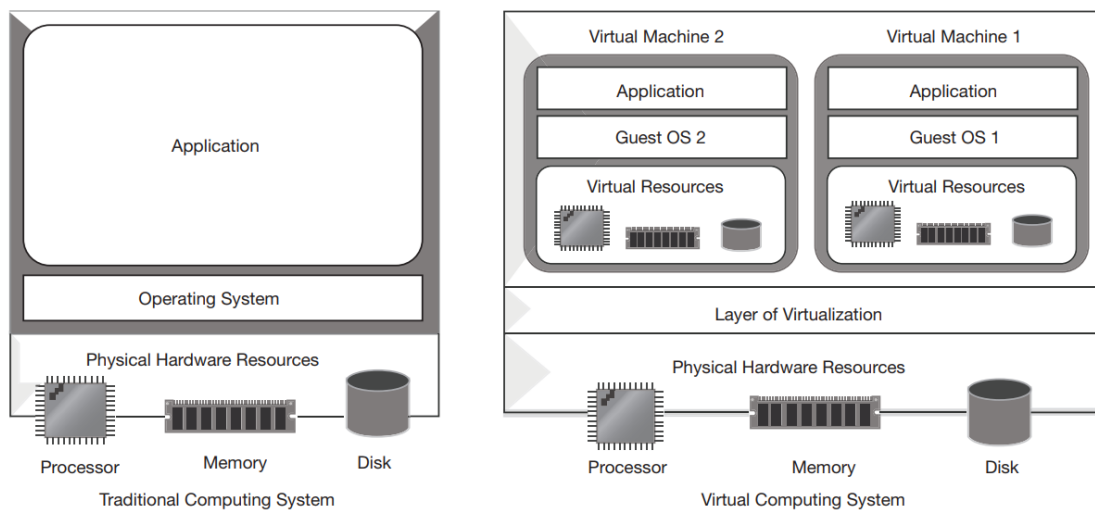 Application
Operating System
Physical Hardware Resources
Processor
Memory
Disk
Traditional Computing System
Virtual Machine 2
Application
Guest OS 2
Virtual Resources
Virtual Machine 1
Application
Guest OS 1
Virtual Resources
Layer of Virtualization
Physical Hardware Resources
Processor
Memory
Disk
Virtual Computing System